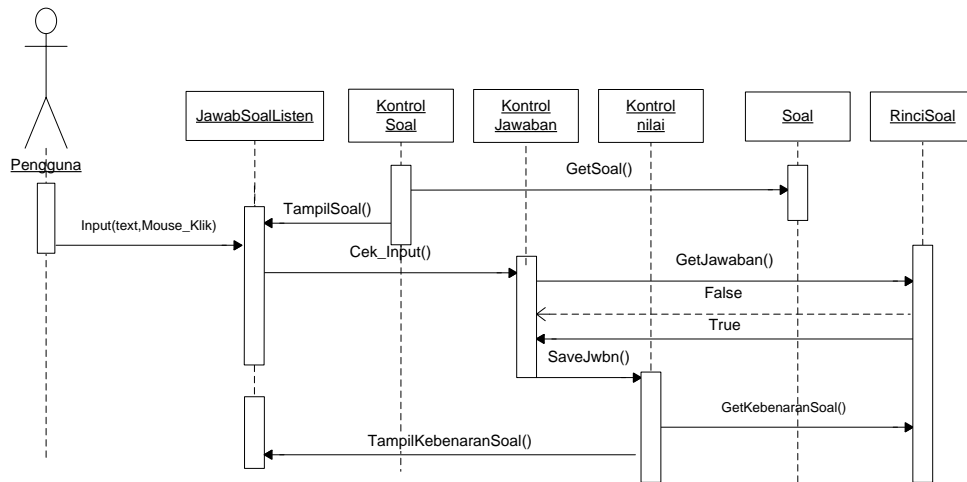 Pengguna
JawabSoalListen
Kontrol
Soal
Kontrol
Jawaban
Kontrol
nilai
Soal
RinciSoal
GetSoal()
TampilSoal()
Input(text,Mouse_Klik)
Cek_Input()
GetJawaban()
False
True
SaveJwbn()
GetKebenaranSoal()
TampilKebenaranSoal()